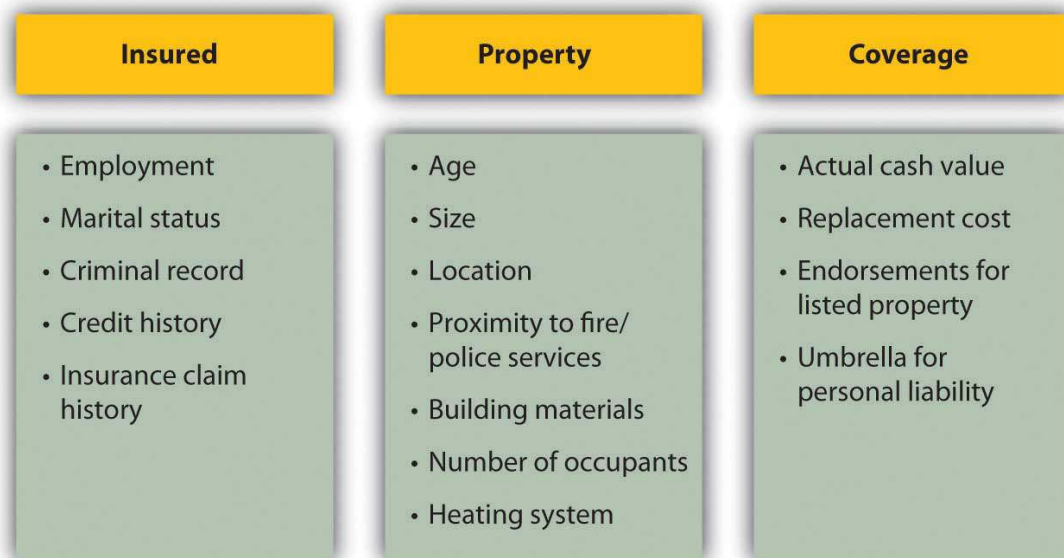 Insured
• Employment
• Marital status
• Criminal record
• Credit history
• Insurance claim
history
Property
• Age
• Size
• Location
• Proximity to fire/
police services
• Building materials
• Number of occupants
• Heating system
Coverage
• Actual cash value
• Replacement cost
• Endorsements for
listed property
• Umbrella for
personal liability